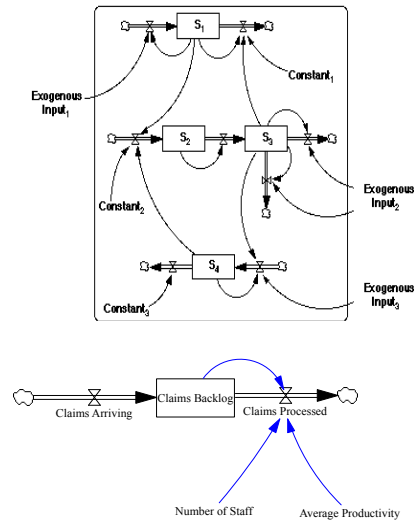 S1
Exogenous
Input1
Constant1
S2
S3
Constant2
Exogenous
Input2
S4
Constant3
Exogenous
Input3
Claims Arriving
Claims Backlog
Claims Processed
Number of Staff
Average Productivity